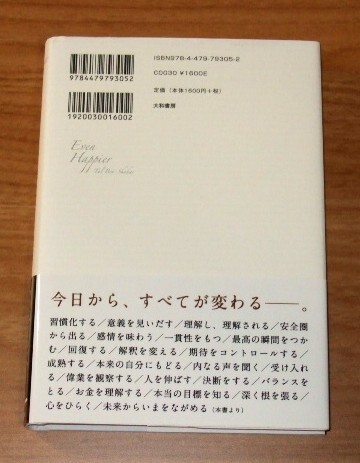 ISBN978-4-479-79305-2
C0030 ¥1600E
定価（本体1600円+税）
大和書房
9784479793052
1920030016002
Even
Happier
Tal Ben-Shahar
今日から、すべてが変わる――。
習慣化する／意義を見いだす／理解し、理解される／安全圏
から出る／感情を味わう／一貫性をもつ／最高の瞬間をつか
む／回復する／解釈を変える／期待をコントロールする／
成熟する／本来の自分にもどる／内なる声を聞く／受け入れ
る／偉業を観察する／人を伸ばす／決断をする／バランスを
とる／お金を理解する／本当の目標を知る／深く根を張る／
心をひらく／未来からいまをながめる（本書より）